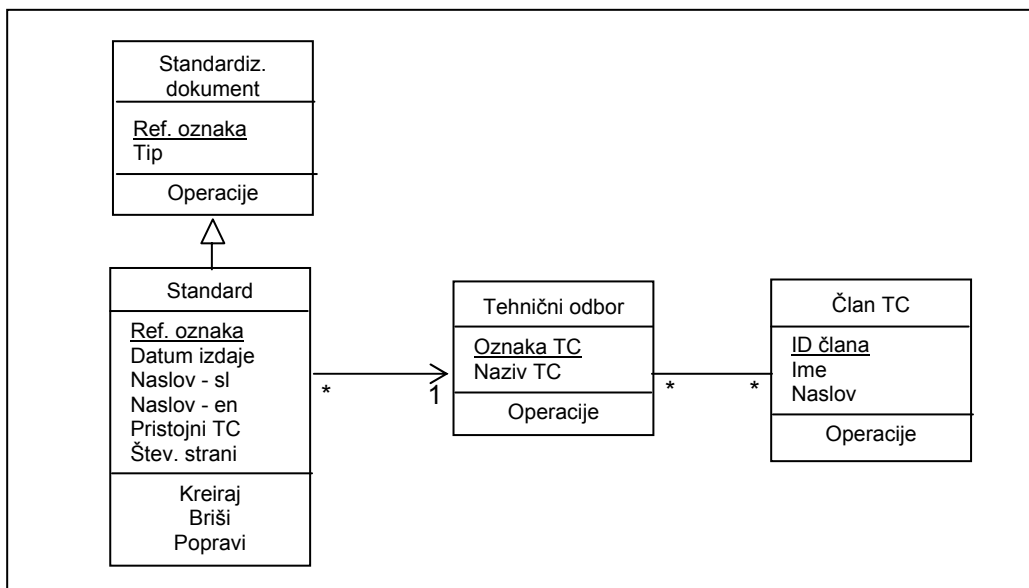 Standardiz.
dokument
Ref. oznaka
Tip
Operacije
Standard
Ref. oznaka
Datum izdaje
Naslov - sl
Naslov - en
Pristojni TC
Štev. strani
Kreiraj
Briši
Popravi
*
1
Tehnični odbor
Oznaka TC
Naziv TC
Operacije
*
*
Član TC
ID člana
Ime
Naslov
Operacije